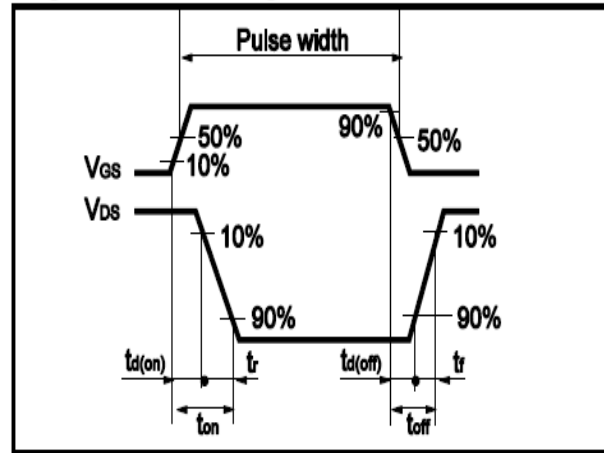 Pulse width
90%
50%
50%
10%
VGS
VDS
10%
10%
90%
90%
td(on)
tr
td(off)
tf
ton
toff